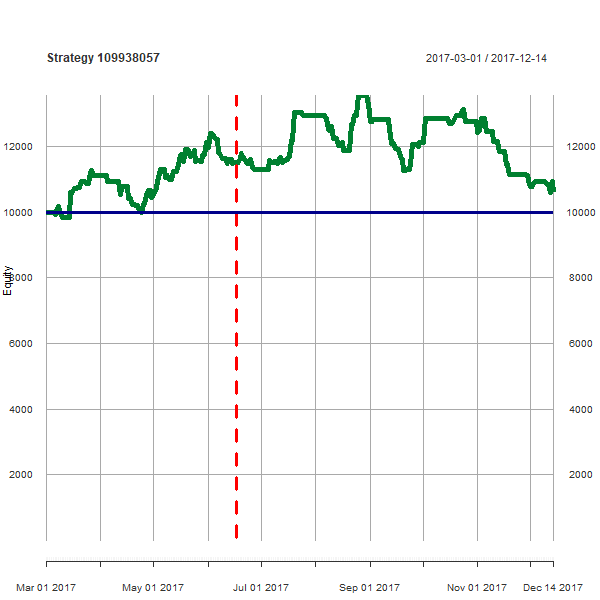 Strategy 109938057
2017-03-01 / 2017-12-14
12000
12000
10000
10000
Equity
8000
8000
6000
6000
4000
4000
2000
2000
Mar 01 2017
May 01 2017
Jul 01 2017
Sep 01 2017
Nov 01 2017
Dec 14 2017